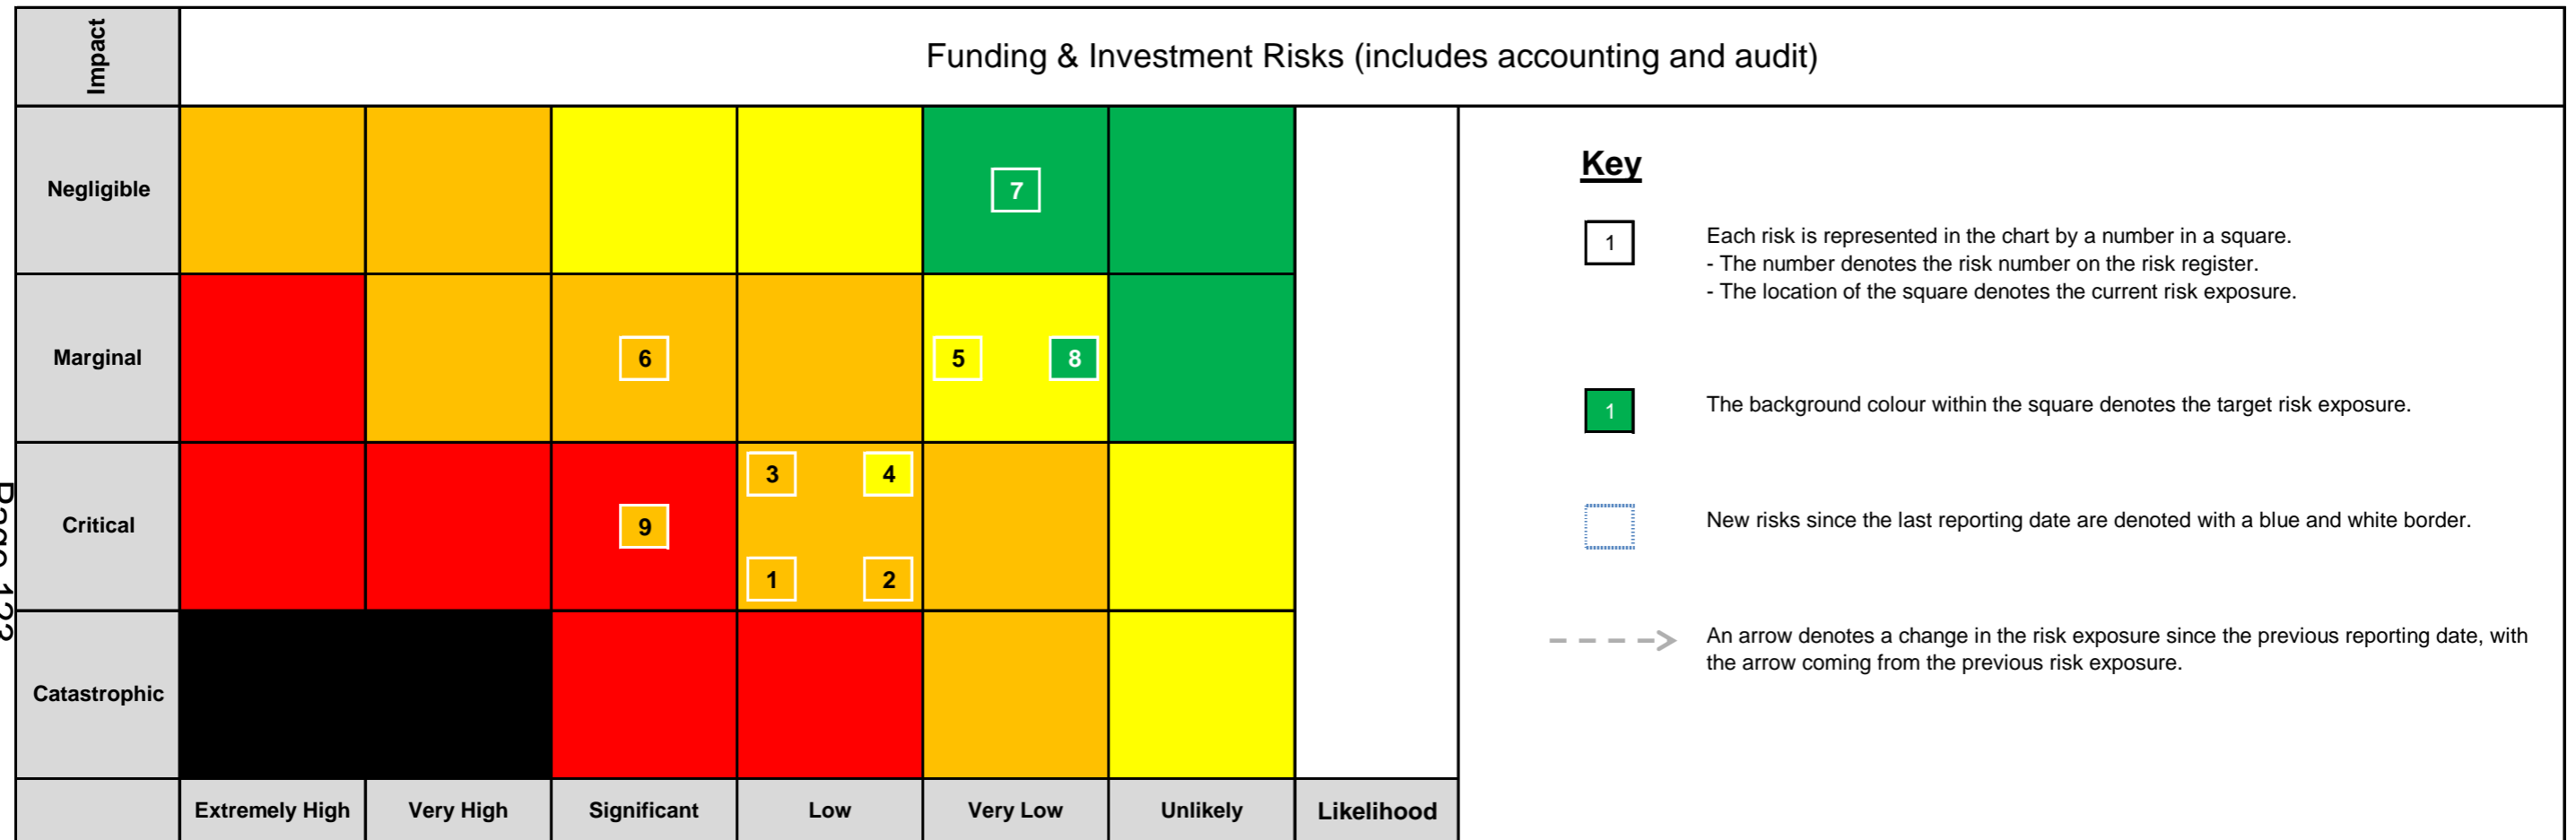 Impact
Funding & Investment Risks (includes accounting and audit)
Negligible
7
Marginal
6
5
8
Critical
3
4
9
1
2
Catastrophic
Extremely High
Very High
Significant
Low
Very Low
Unlikely
Likelihood
Key
1
Each risk is represented in the chart by a number in a square.
- The number denotes the risk number on the risk register.
- The location of the square denotes the current risk exposure.
1
The background colour within the square denotes the target risk exposure.
New risks since the last reporting date are denoted with a blue and white border.
An arrow denotes a change in the risk exposure since the previous reporting date, with
the arrow coming from the previous risk exposure.